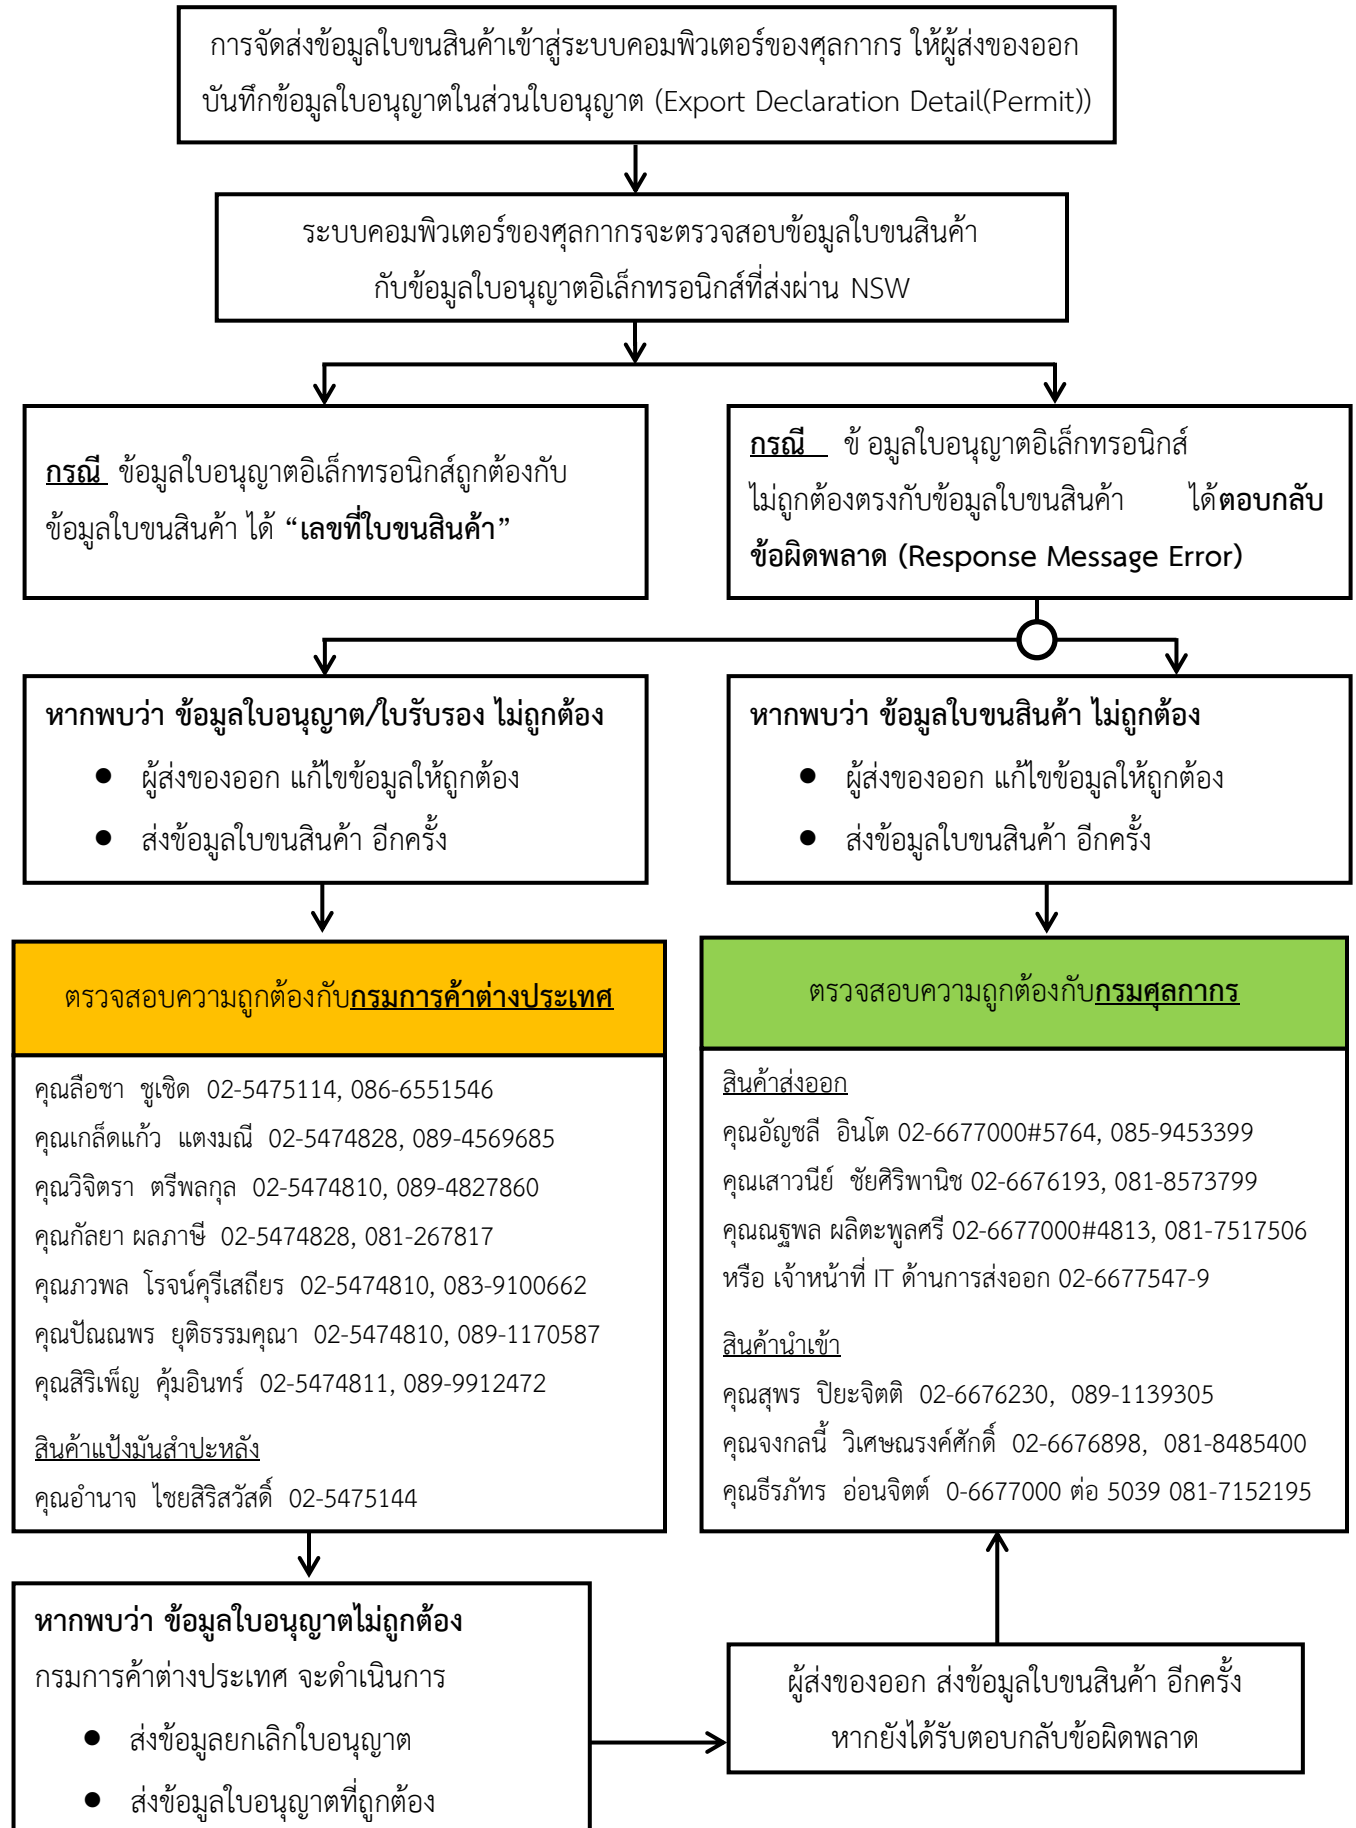 การจัดส่งข้อมูลใบขนสินค้าเข้าสู่ระบบคอมพิวเตอร์ของศุลกากร ให้ผู้ส่งของออก
บันทึกข้อมูลใบอนุญาตในส่วนใบอนุญาต (Export Declaration Detail(Permit))
ระบบคอมพิวเตอร์ของศุลกากรจะตรวจสอบข้อมูลใบขนสินค้า
กับข้อมูลใบอนุญาตอิเล็กทรอนิกส์ที่ส่งผ่าน NSW
กรณี ข้อมูลใบอนุญาตอิเล็กทรอนิกส์ถูกต้องกับ
ข้อมูลใบขนสินค้า ได้ “เลขที่ใบขนสินค้า”
กรณี ข้ อมูลใบอนุญาตอิเล็กทรอนิกส์
ไม่ถูกต้องตรงกับข้อมูลใบขนสินค้า ได้ตอบกลับ
ข้อผิดพลาด (Response Message Error)
หากพบว่า ข้อมูลใบอนุญาต/ใบรับรอง ไม่ถูกต้อง
● ผู้ส่งของออก แก้ไขข้อมูลให้ถูกต้อง
● ส่งข้อมูลใบขนสินค้า อีกครั้ง
หากพบว่า ข้อมูลใบขนสินค้า ไม่ถูกต้อง
● ผู้ส่งของออก แก้ไขข้อมูลให้ถูกต้อง
● ส่งข้อมูลใบขนสินค้า อีกครั้ง
ตรวจสอบความถูกต้องกับกรมการค้าต่างประเทศ
คุณลือชา ชูเชิด 02-5475114, 086-6551546
คุณเกล็ดแก้ว แตงมณี 02-5474828, 089-4569685
คุณวิจิตรา ตรีพลกุล 02-5474810, 089-4827860
คุณกัลยา ผลภาษี 02-5474828, 081-267817
คุณภวพล โรจน์คุรีเสถียร 02-5474810, 083-9100662
คุณปัณณพร ยุติธรรมคุณา 02-5474810, 089-1170587
คุณสิริเพ็ญ คุ้มอินทร์ 02-5474811, 089-9912472
สินค้าแป้งมันสำปะหลัง
คุณอำนาจ ไชยสิริสวัสดิ์ 02-5475144
ตรวจสอบความถูกต้องกับกรมศุลกากร
สินค้าส่งออก
คุณอัญชลี อินโต 02-6677000#5764, 085-9453399
คุณเสาวนีย์ ชัยศิริพานิช 02-6676193, 081-8573799
คุณณฐพล ผลิตะพูลศรี 02-6677000#4813, 081-7517506
หรือ เจ้าหน้าที่ IT ด้านการส่งออก 02-6677547-9
สินค้านำเข้า
คุณสุพร ปิยะจิตติ 02-6676230, 089-1139305
คุณจงกลนี้ วิเศษณรงค์ศักดิ์ 02-6676898, 081-8485400
คุณธีรภัทร อ่อนจิตต์ 0-6677000 ต่อ 5039 081-7152195
หากพบว่า ข้อมูลใบอนุญาตไม่ถูกต้อง
กรมการค้าต่างประเทศ จะดำเนินการ
● ส่งข้อมูลยกเลิกใบอนุญาต
● ส่งข้อมูลใบอนุญาตที่ถูกต้อง
ผู้ส่งของออก ส่งข้อมูลใบขนสินค้า อีกครั้ง
หากยังได้รับตอบกลับข้อผิดพลาด